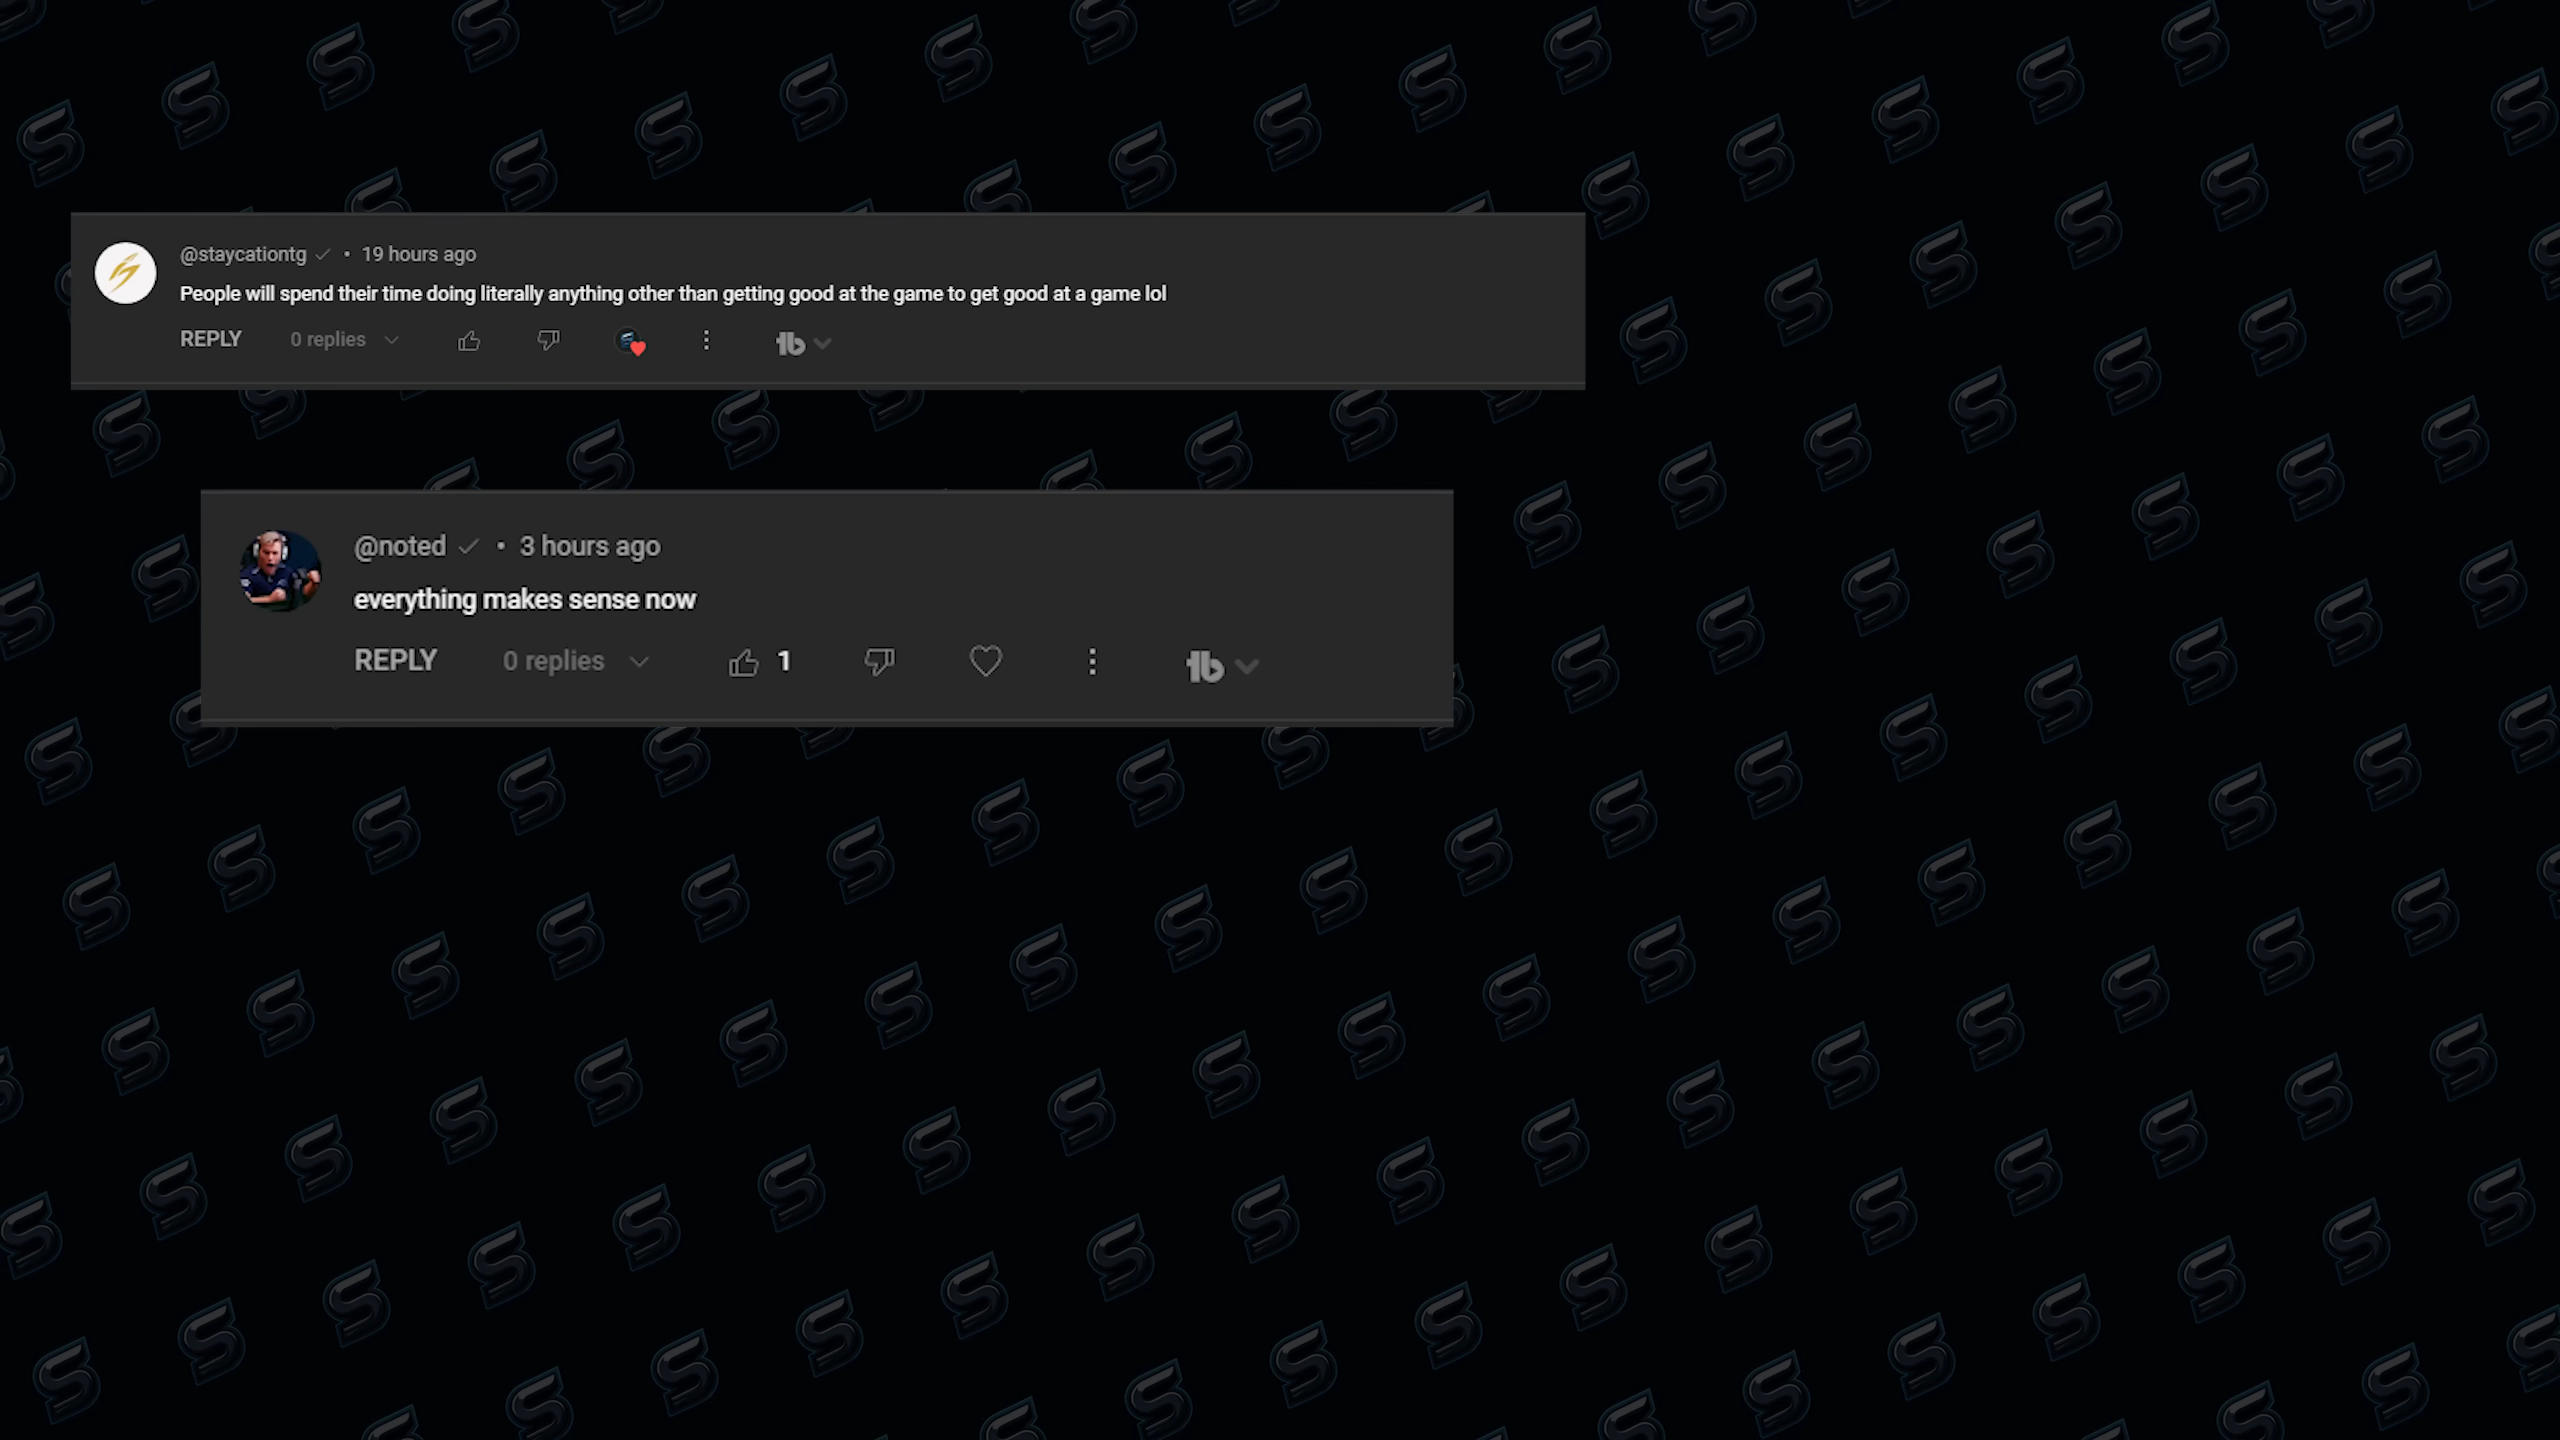 @staycationtg • 19 hours ago
People will spend their time doing literally anything other than getting good at the game to get good at a game lol
REPLY 0 replies
@noted • 3 hours ago
everything makes sense now
REPLY 0 replies 1